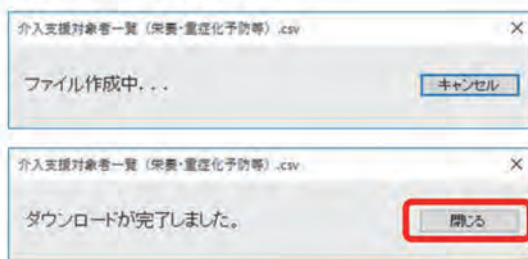 介入支援対象者一覧（栄養・重症化予防等）.csv
ファイル作成中．．．
キャンセル
介入支援対象者一覧（栄養・重症化予防等）.csv
ダウンロードが完了しました。
閉じる